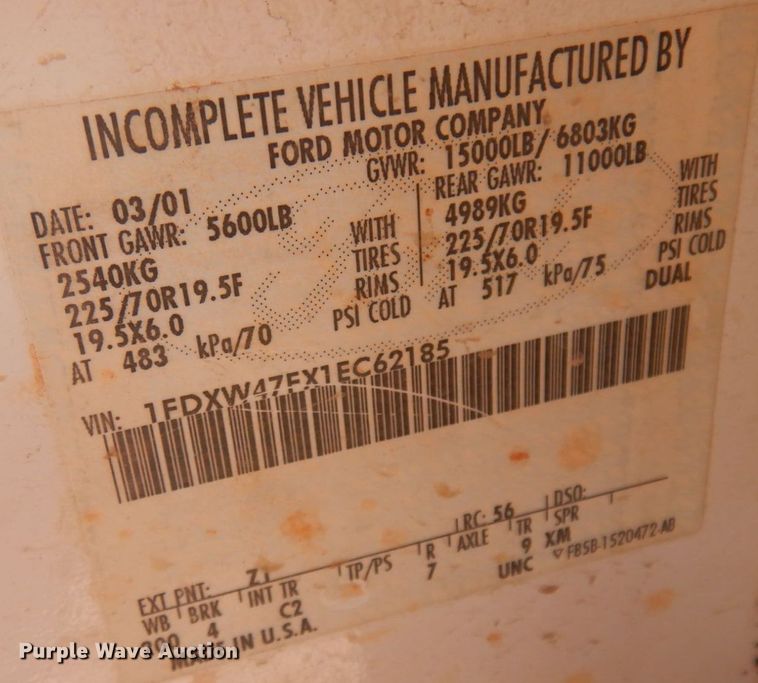 INCOMPLETE VEHICLE MANUFACTURED BY
FORD MOTOR COMPANY
DATE: 03/01 GVWR: 15000LB/ 6803KG
FRONT GAWR: 5600LB REAR GAWR: 11000LB
2540KG WITH 4989KG WITH
225/70R19.5F TIRES 225/70R19.5F TIRES
19.5X6.0 RIMS 19.5X6.0 RIMS
AT 483 kPa/70 PSI COLD AT 517 kPa/75 PSI COLD
DUAL
VIN: 1FDXW47FX1EC62185
EXT PNT: Z1 RC: 56 DSO:
WB BRK INT TR TP/PS R AXLE TR SPR
4 C2 7 9 XM
MADE IN U.S.A. UNC ▽ F85B-1520472-AB
Purple Wave Auction